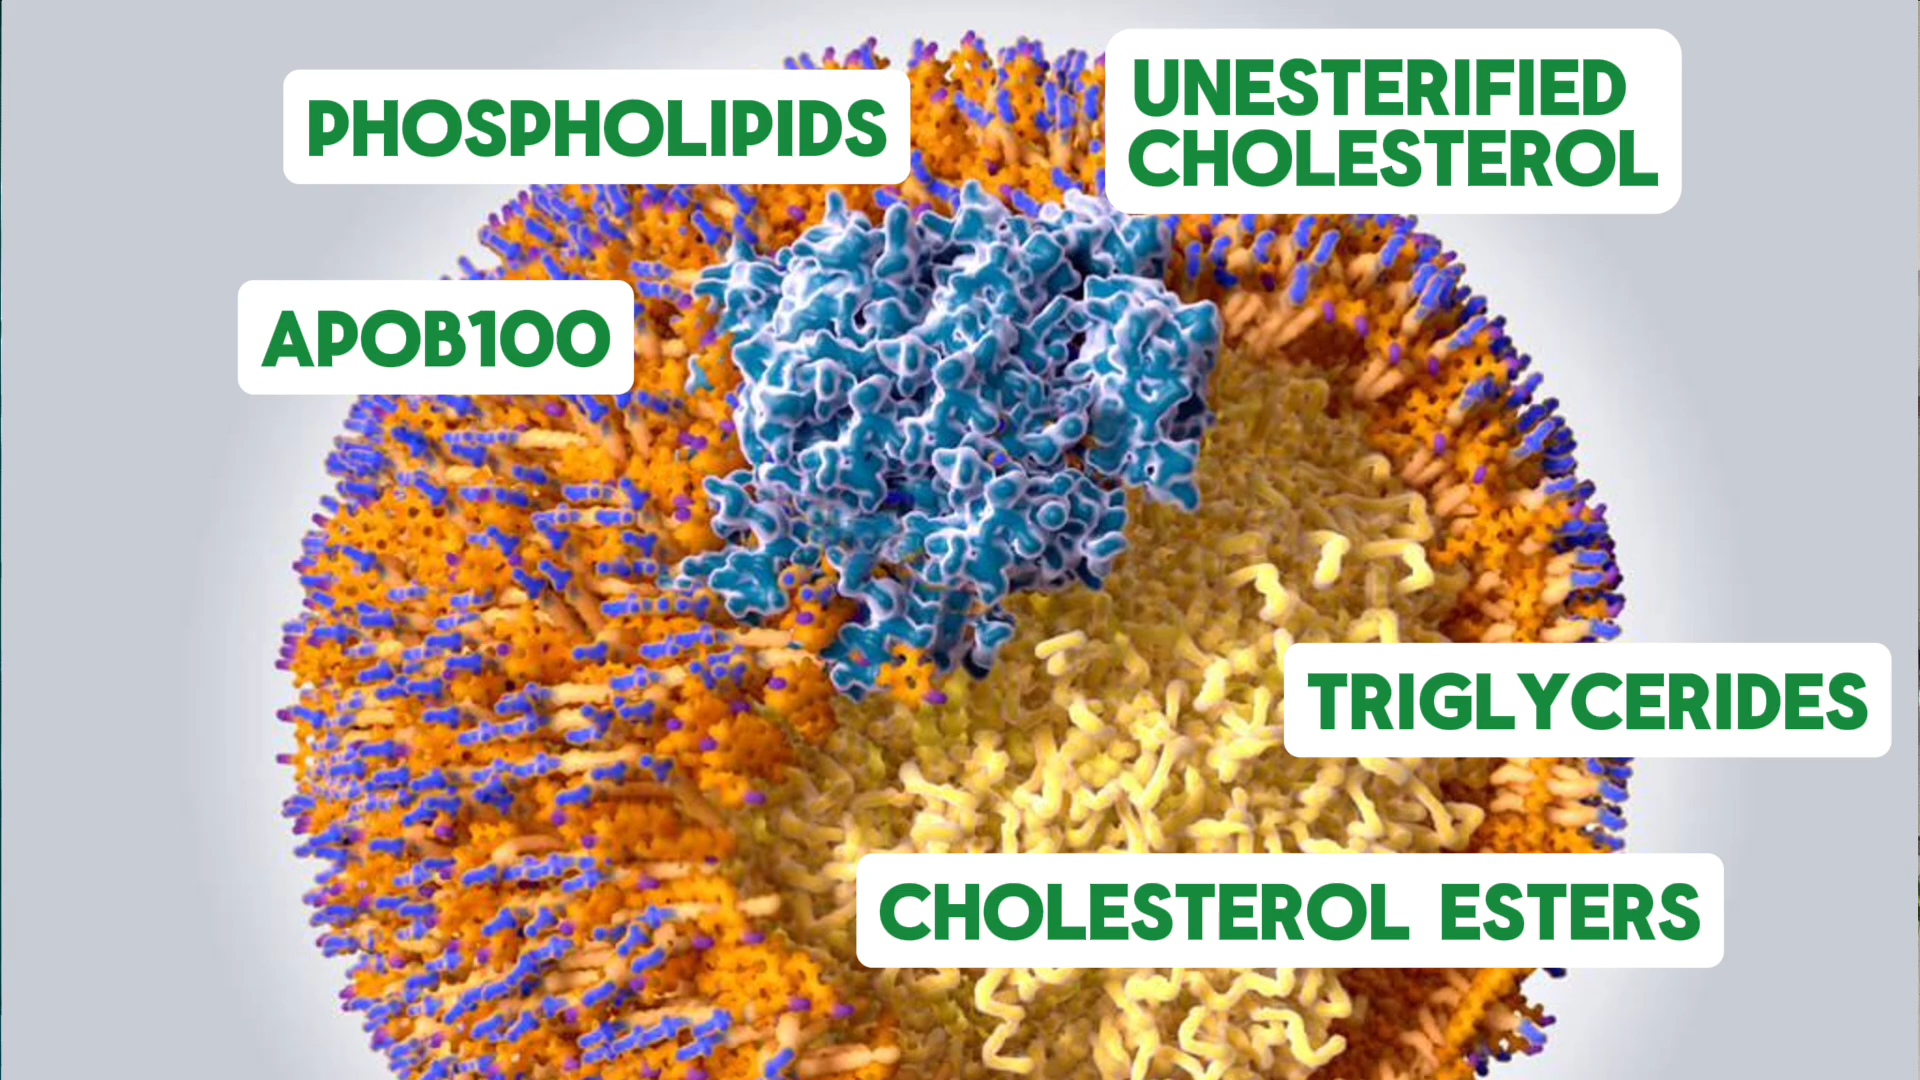 PHOSPHOLIPIDS
UNESTERIFIED
CHOLESTEROL
APOB100
TRIGLYCERIDES
CHOLESTEROL ESTERS